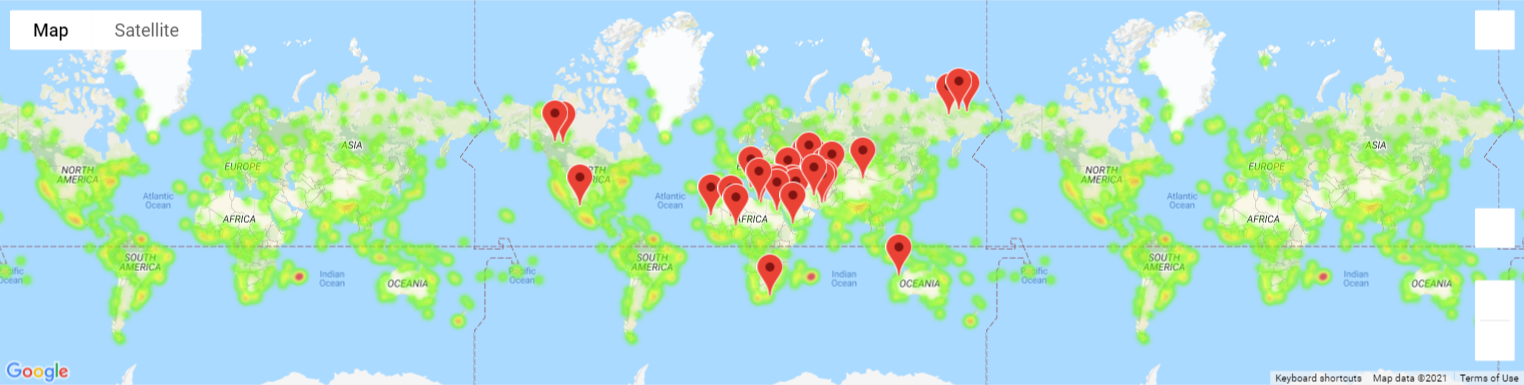 Map
Satellite
NORTH
AMERICA
Atlantic
Ocean
EUROPE
ASIA
AFRICA
SOUTH
AMERICA
Indian
Ocean
OCEANIA
Ocean
NORTH
AMERICA
Atlantic
Ocean
AFRICA
Pacific
Ocean
SOUTH
AMERICA
Indian
Ocean
OCEANIA
NORTH
AMERICA
Atlantic
Ocean
EUROPE
ASIA
AFRICA
Pacific
Ocean
SOUTH
AMERICA
Indian
Ocean
OCEANIA
Google
Keyboard shortcuts
Map data ©2021
Terms of Use